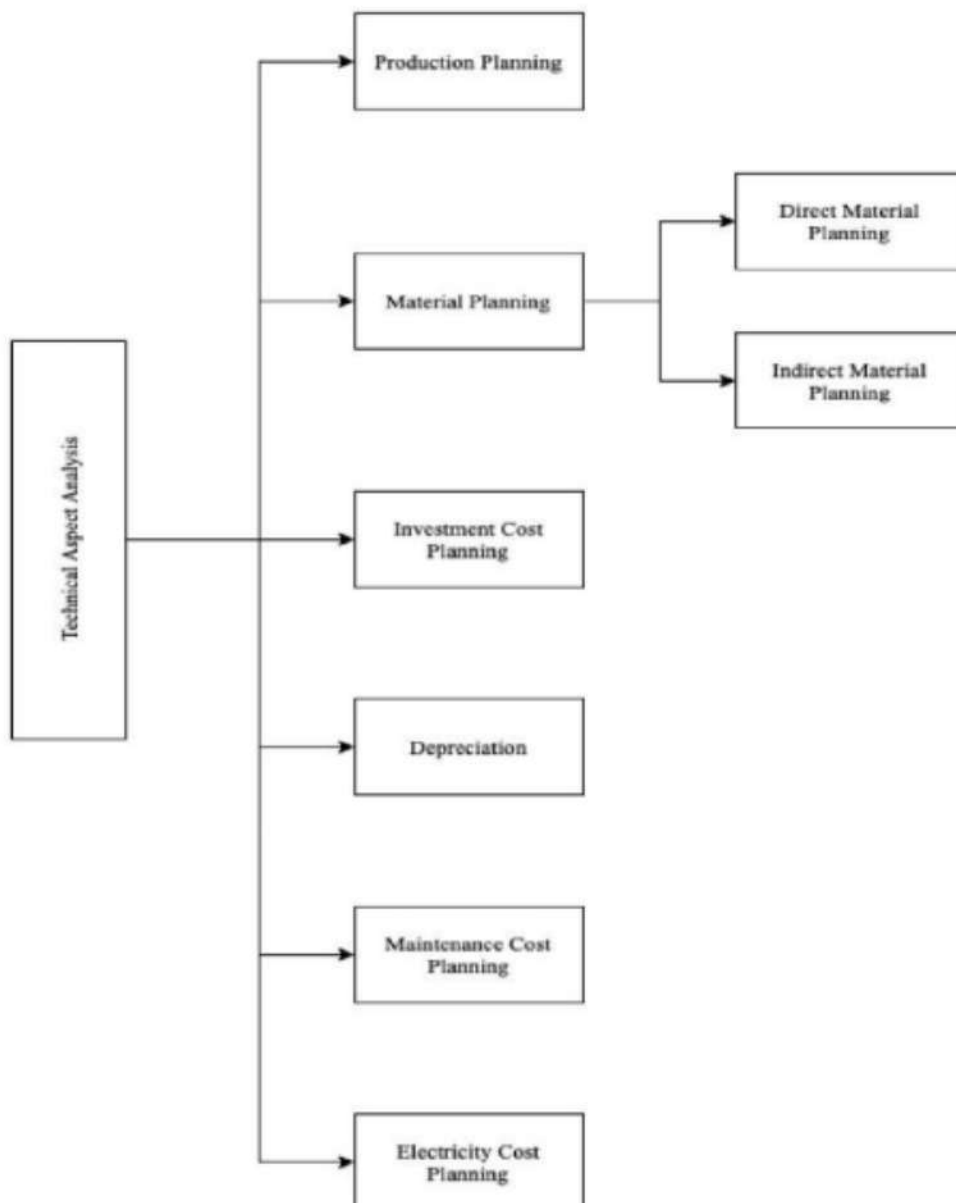 Production Planning
Direct Material
Planning
Material Planning
Indirect Material
Planning
Technical Aspect Analysis
Investment Cost
Planning
Depreciation
Maintenance Cost
Planning
Electricity Cost
Planning